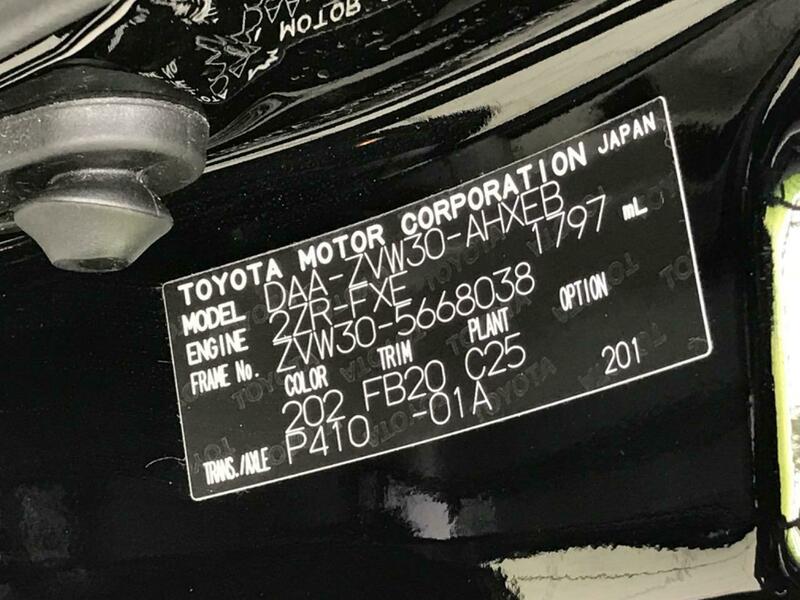 MOTOR
TOYOTA MOTOR CORPORATION JAPAN
MODEL DAA-ZVW30-AHXEB
ENGINE 2ZR-FXE 1797 mL
FRAME No. ZVW30-5668038
COLOR TRIM PLANT OPTION
202 FB20 C25 201
TRANS./AXLE P410 -01A